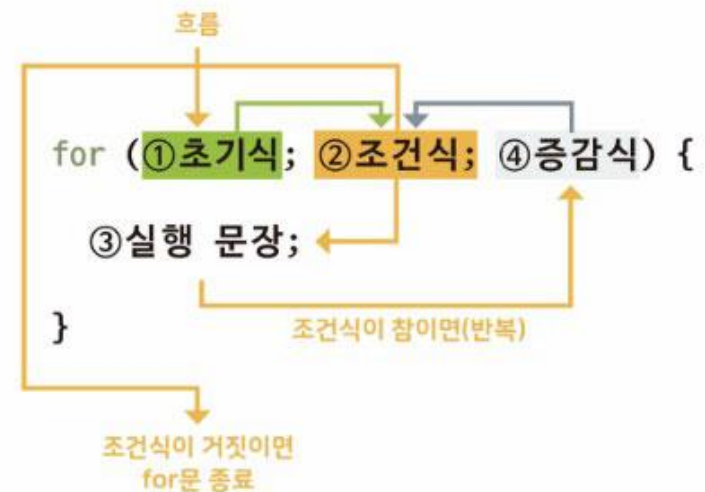 흐름
for (①초기식; ②조건식; ④증감식) {
③실행 문장;
}
조건식이 참이면(반복)
조건식이 거짓이면
for문 종료